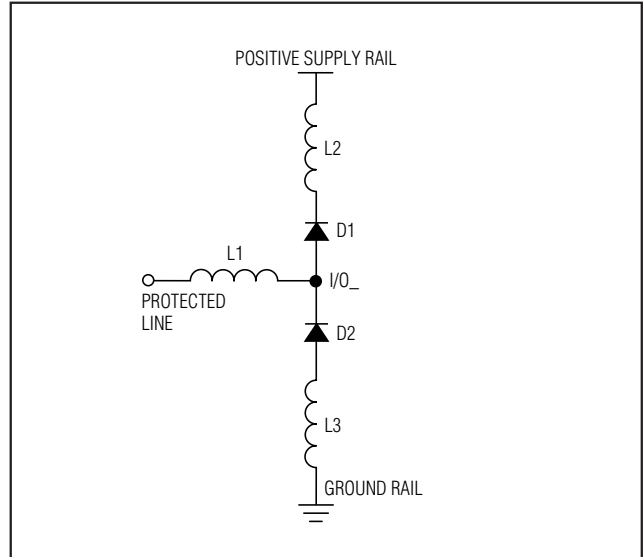 POSITIVE SUPPLY RAIL
L2
D1
L1
I/O_
PROTECTED
LINE
D2
L3
GROUND RAIL